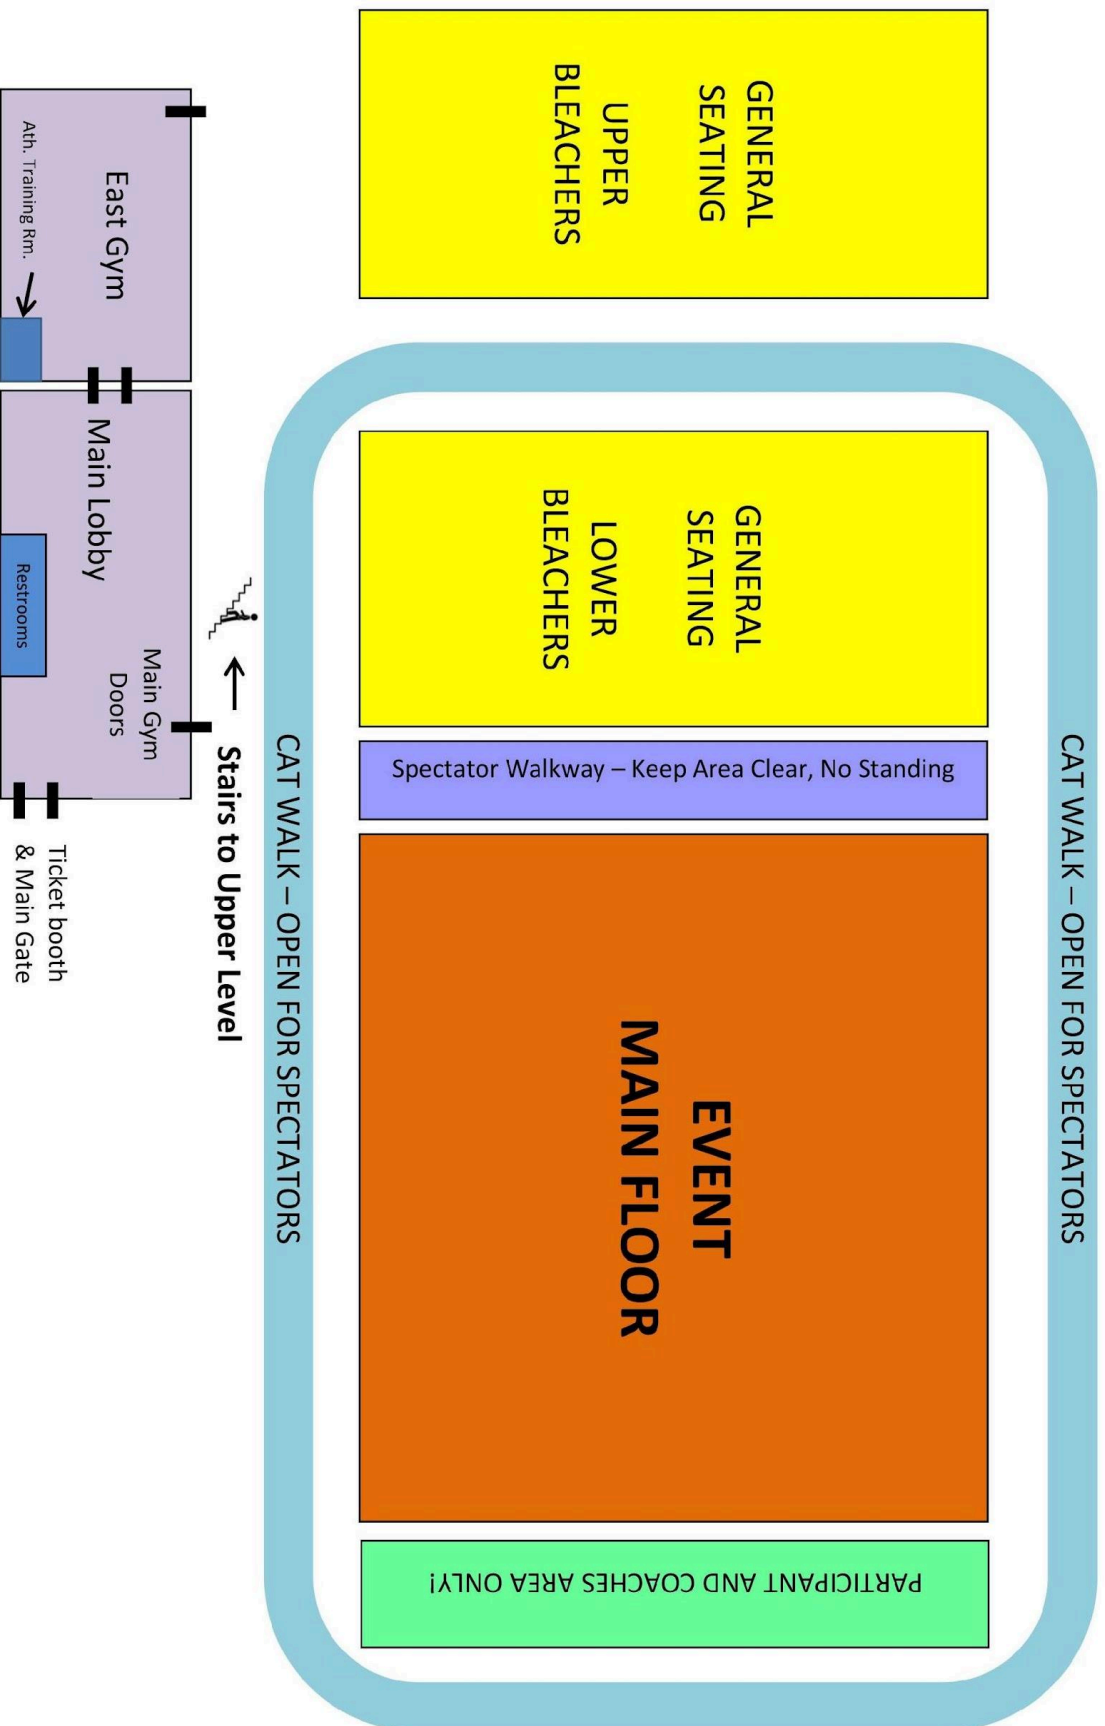 GENERAL
SEATING
UPPER
BLEACHERS
East Gym
Ath. Training Rm.
GENERAL
SEATING
LOWER
BLEACHERS
Main Lobby
Restrooms
Main Gym
Doors
Stairs to Upper Level
Ticket booth
& Main Gate
CAT WALK – OPEN FOR SPECTATORS
CAT WALK – OPEN FOR SPECTATORS
Spectator Walkway – Keep Area Clear, No Standing
EVENT
MAIN FLOOR
PARTICIPANT AND COACHES AREA ONLY!